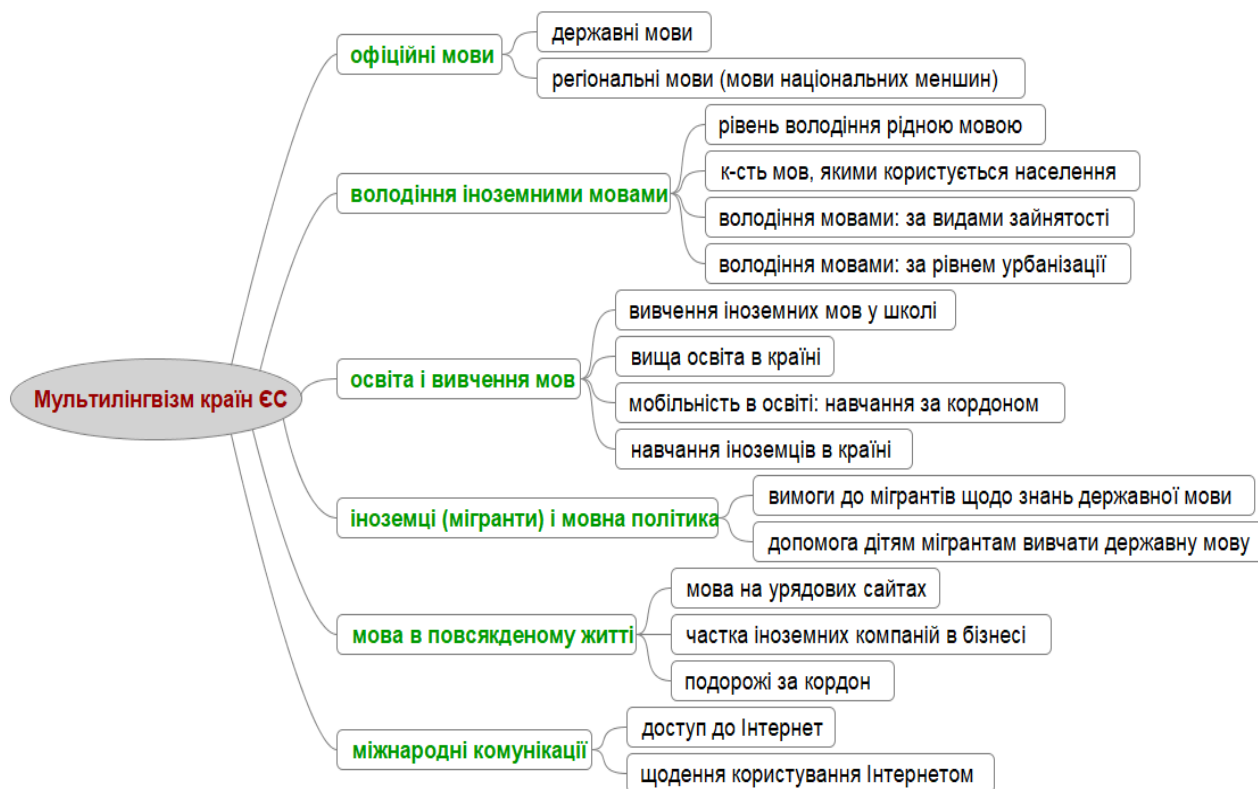 Мультилінгвізм країн ЄС
офіційні мови
державні мови
регіональні мови (мови національних меншин)
володіння іноземними мовами
рівень володіння рідною мовою
к-сть мов, якими користується населення
володіння мовами: за видами зайнятості
володіння мовами: за рівнем урбанізації
освіта і вивчення мов
вивчення іноземних мов у школі
вища освіта в країні
мобільність в освіті: навчання за кордоном
навчання іноземців в країні
іноземці (мігранти) і мовна політика
вимоги до мігрантів щодо знань державної мови
допомога дітям мігрантам вивчати державну мову
мова в повсякденому житті
мова на урядових сайтах
частка іноземних компаній в бізнесі
подорожі за кордон
міжнародні комунікації
доступ до Інтернет
щодення користування Інтернетом